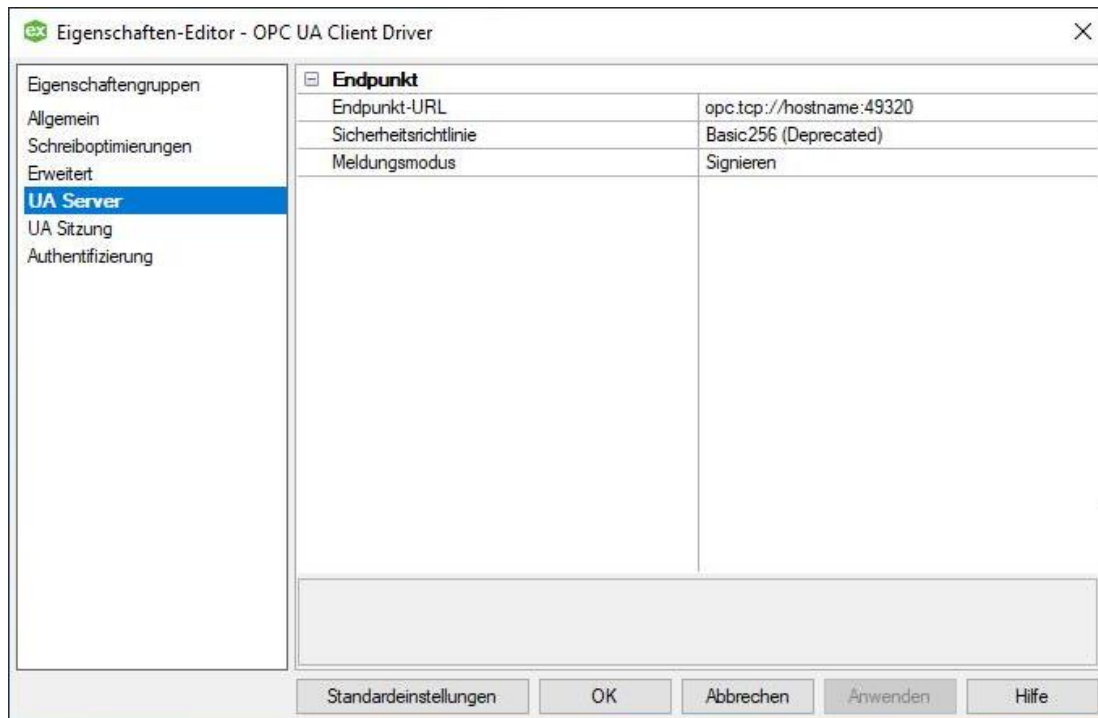 ex Eigenschaften-Editor - OPC UA Client Driver
Eigenschaftengruppen
Allgemein
Schreiboptimierungen
Erweitert
UA Server
UA Sitzung
Authentifizierung
Endpunkt
Endpunkt-URL opc.tcp://hostname:49320
Sicherheitsrichtlinie Basic256 (Deprecated)
Meldungsmodus Signieren
Standardeinstellungen OK Abbrechen Anwenden Hilfe